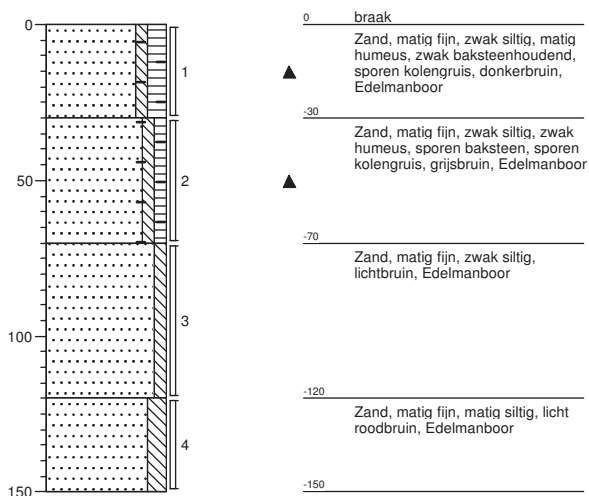 0
50
100
150
1
2
3
4
0 braak
Zand, matig fijn, zwak siltig, matig
humeus, zwak baksteenhoudend,
sporen kolengruis, donkerbruin,
Edelmanboor
-30
Zand, matig fijn, zwak siltig, zwak
humeus, sporen baksteen, sporen
kolengruis, grijsbruin, Edelmanboor
-70
Zand, matig fijn, zwak siltig,
lichtbruin, Edelmanboor
-120
Zand, matig fijn, matig siltig, licht
roodbruin, Edelmanboor
-150